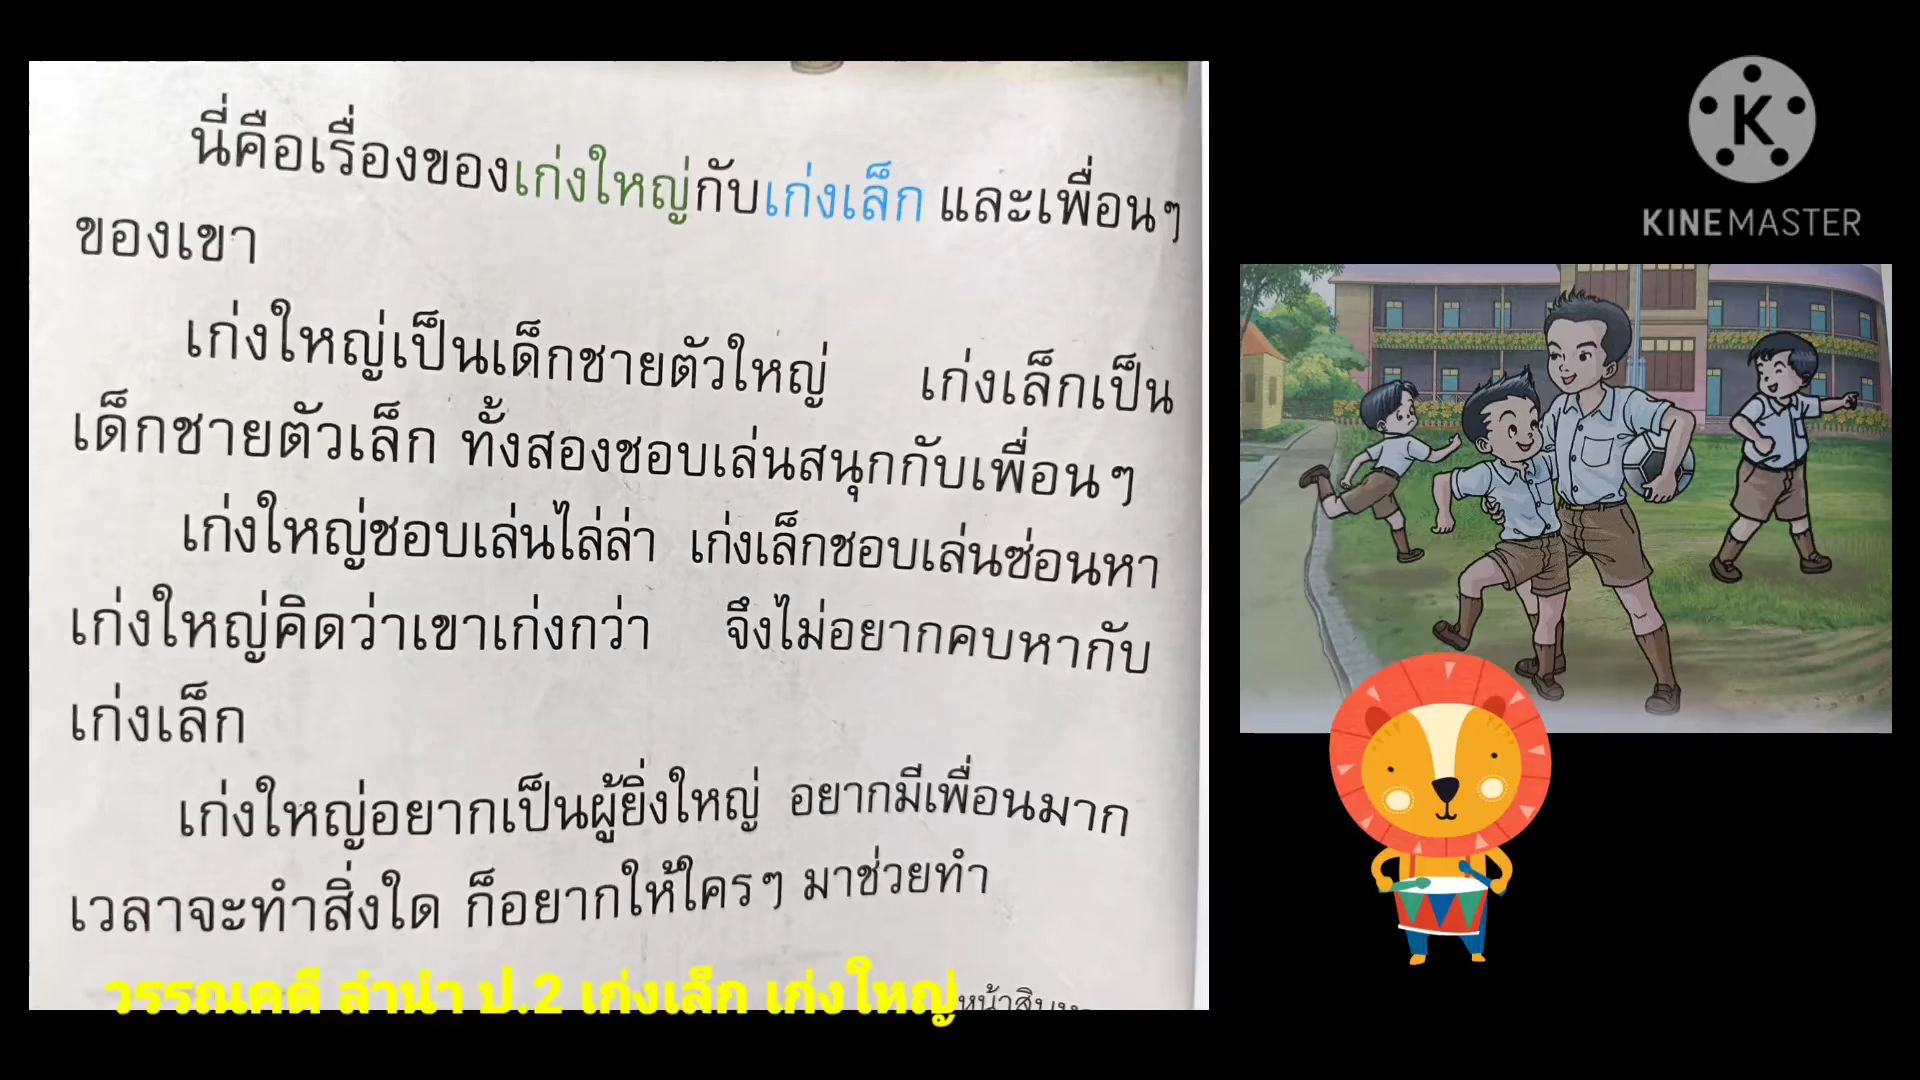 นี่คือเรื่องของเก่งใหญ่กับเก่งเล็ก และเพื่อนๆ
ของเขา
เก่งใหญ่เป็นเด็กชายตัวใหญ่ เก่งเล็กเป็น
เด็กชายตัวเล็ก ทั้งสองชอบเล่นสนุกกับเพื่อนๆ
เก่งใหญ่ชอบเล่นไล่ล่า เก่งเล็กชอบเล่นซ่อนหา
เก่งใหญ่คิดว่าเขาเก่งกว่า จึงไม่อยากคบหากับ
เก่งเล็ก
เก่งใหญ่อยากเป็นผู้ยิ่งใหญ่ อยากมีเพื่อนมาก
เวลาจะทำสิ่งใด ก็อยากให้ใครๆ มาช่วยทำ
วรรณคดี ลำนำ ป.2 เก่งเล็ก เก่งใหญ่
K
KINEMASTER